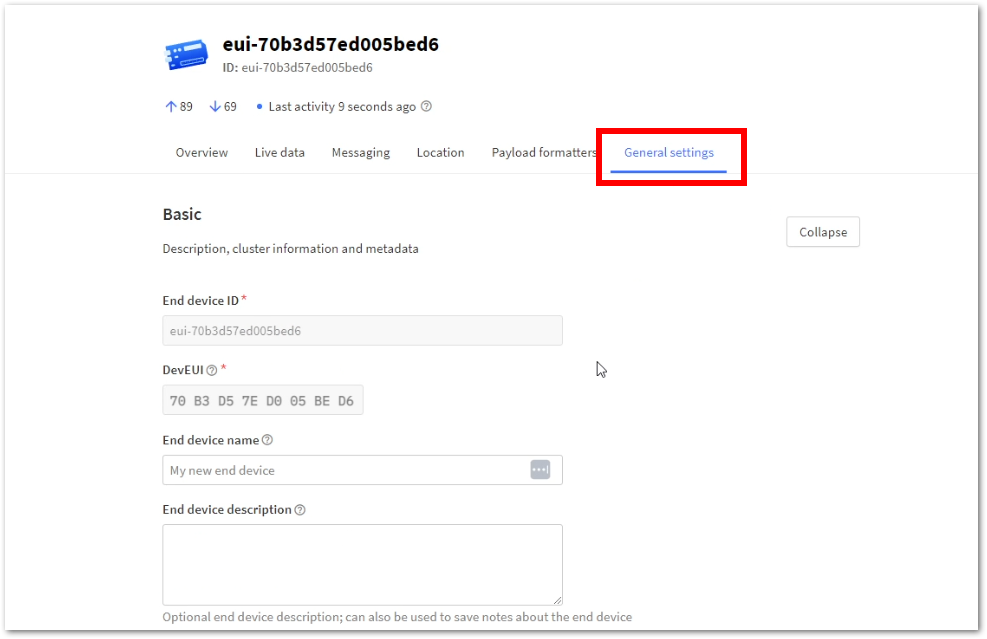 eui-70b3d57ed005bed6
ID: eui-70b3d57ed005bed6
89 69 Last activity 9 seconds ago
Overview Live data Messaging Location Payload formatters General settings
Basic
Collapse
Description, cluster information and metadata
End device ID*
eui-70b3d57ed005bed6
DevEUI *
70 B3 D5 7E D0 05 BE D6
End device name
My new end device
End device description
Optional end device description; can also be used to save notes about the end device